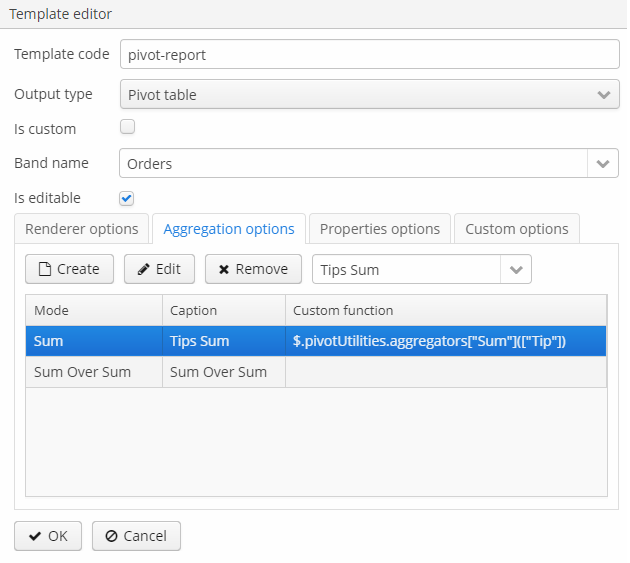 Template editor
Template code pivot-report
Output type Pivot table
Is custom
Band name Orders
Is editable
Renderer options Aggregation options Properties options Custom options
Create Edit Remove Tips Sum
Mode Caption Custom function
Sum Tips Sum $.pivotUtilities.aggregators["Sum"](["Tip"])
Sum Over Sum Sum Over Sum
OK Cancel